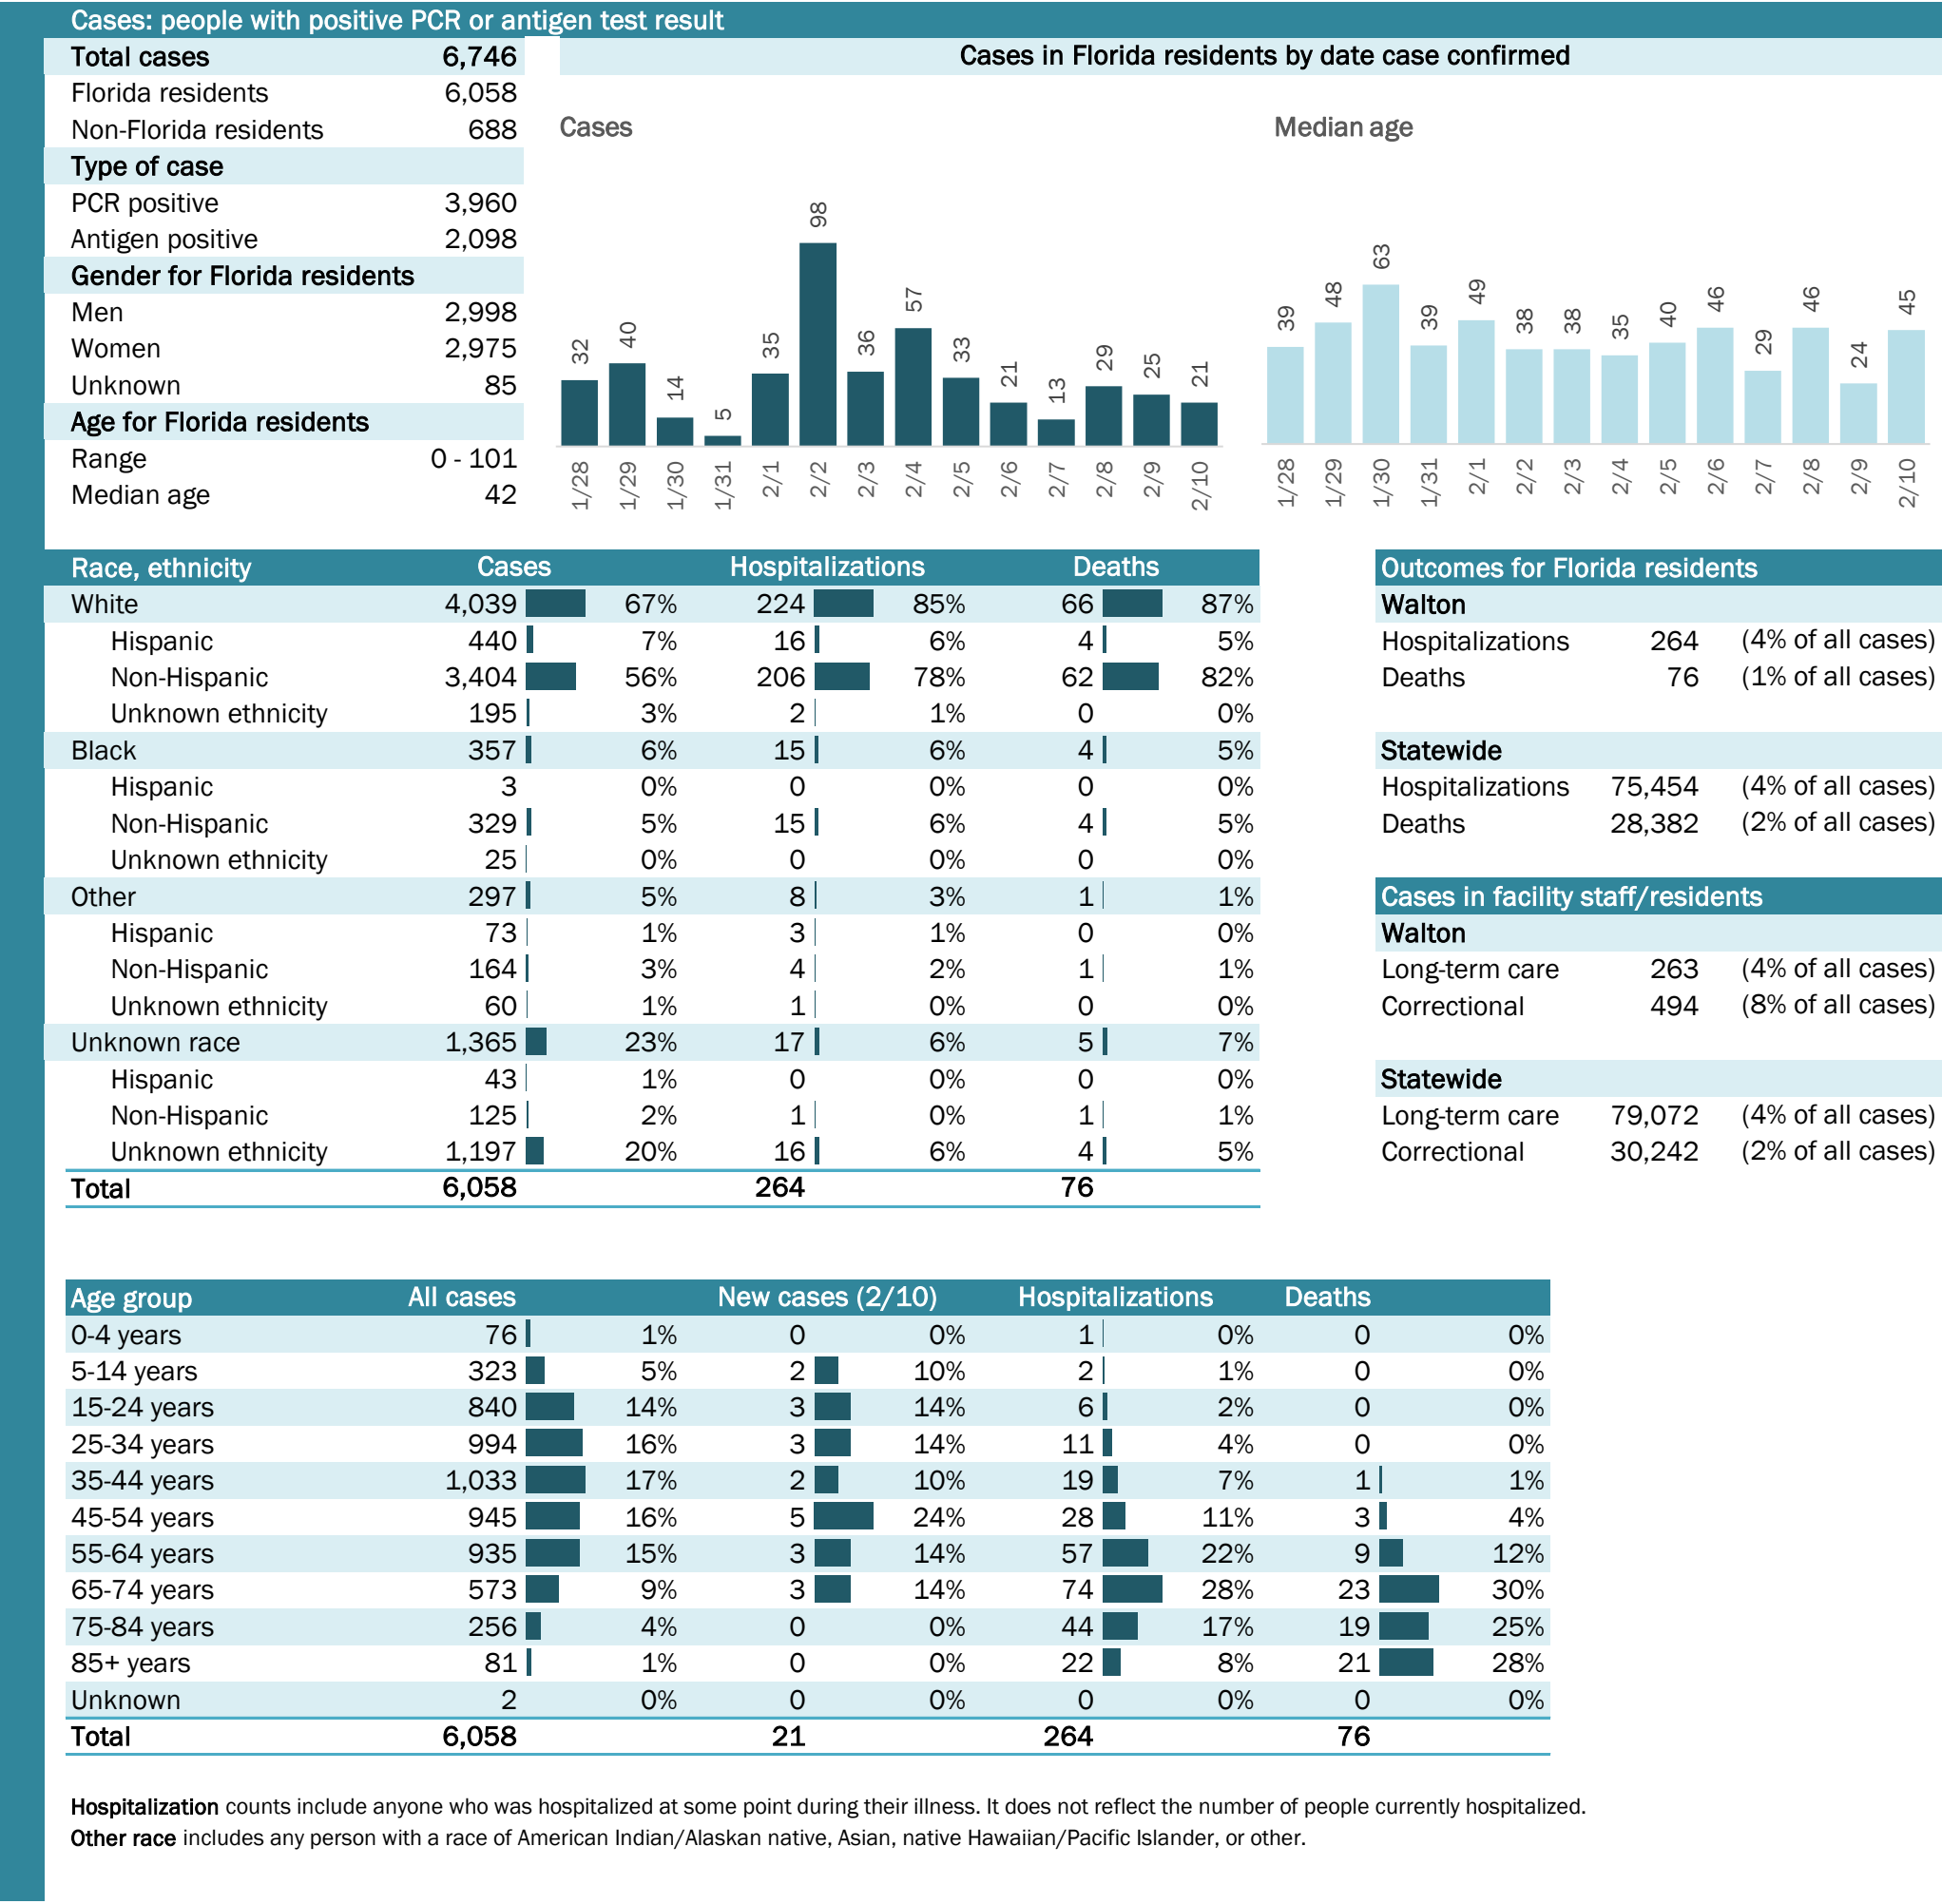 Cases: people with positive PCR or antigen test result
Total cases 6,746
Florida residents 6,058
Non-Florida residents 688
Type of case
PCR positive 3,960
Antigen positive 2,098
Gender for Florida residents
Men 2,998
Women 2,975
Unknown 85
Age for Florida residents
Range 0 - 101
Median age 42
Cases in Florida residents by date case confirmed
Cases
32 40 14 5 35 98 36 57 33 21 13 29 25 21
1/28 1/29 1/30 1/31 2/1 2/2 2/3 2/4 2/5 2/6 2/7 2/8 2/9 2/10
Median age
39 48 63 39 49 38 38 35 40 46 29 46 24 45
1/28 1/29 1/30 1/31 2/1 2/2 2/3 2/4 2/5 2/6 2/7 2/8 2/9 2/10
Race, ethnicity Cases Hospitalizations Deaths
White 4,039 67% 224 85% 66 87%
Hispanic 440 7% 16 6% 4 5%
Non-Hispanic 3,404 56% 206 78% 62 82%
Unknown ethnicity 195 3% 2 1% 0 0%
Black 357 6% 15 6% 4 5%
Hispanic 3 0% 0 0% 0 0%
Non-Hispanic 329 5% 15 6% 4 5%
Unknown ethnicity 25 0% 0 0% 0 0%
Other 297 5% 8 3% 1 1%
Hispanic 73 1% 3 1% 0 0%
Non-Hispanic 164 3% 4 2% 1 1%
Unknown ethnicity 60 1% 1 0% 0 0%
Unknown race 1,365 23% 17 6% 5 7%
Hispanic 43 1% 0 0% 0 0%
Non-Hispanic 125 2% 1 0% 1 1%
Unknown ethnicity 1,197 20% 16 6% 4 5%
Total 6,058 264 76
Outcomes for Florida residents
Walton
Hospitalizations 264 (4% of all cases)
Deaths 76 (1% of all cases)
Statewide
Hospitalizations 75,454 (4% of all cases)
Deaths 28,382 (2% of all cases)
Cases in facility staff/residents
Walton
Long-term care 263 (4% of all cases)
Correctional 494 (8% of all cases)
Statewide
Long-term care 79,072 (4% of all cases)
Correctional 30,242 (2% of all cases)
Age group All cases New cases (2/10) Hospitalizations Deaths
0-4 years 76 1% 0 0% 1 0% 0 0%
5-14 years 323 5% 2 10% 2 1% 0 0%
15-24 years 840 14% 3 14% 6 2% 0 0%
25-34 years 994 16% 3 14% 11 4% 0 0%
35-44 years 1,033 17% 2 10% 19 7% 1 1%
45-54 years 945 16% 5 24% 28 11% 3 4%
55-64 years 935 15% 3 14% 57 22% 9 12%
65-74 years 573 9% 3 14% 74 28% 23 30%
75-84 years 256 4% 0 0% 44 17% 19 25%
85+ years 81 1% 0 0% 22 8% 21 28%
Unknown 2 0% 0 0% 0 0% 0 0%
Total 6,058 21 264 76
Hospitalization counts include anyone who was hospitalized at some point during their illness. It does not reflect the number of people currently hospitalized.
Other race includes any person with a race of American Indian/Alaskan native, Asian, native Hawaiian/Pacific Islander, or other.